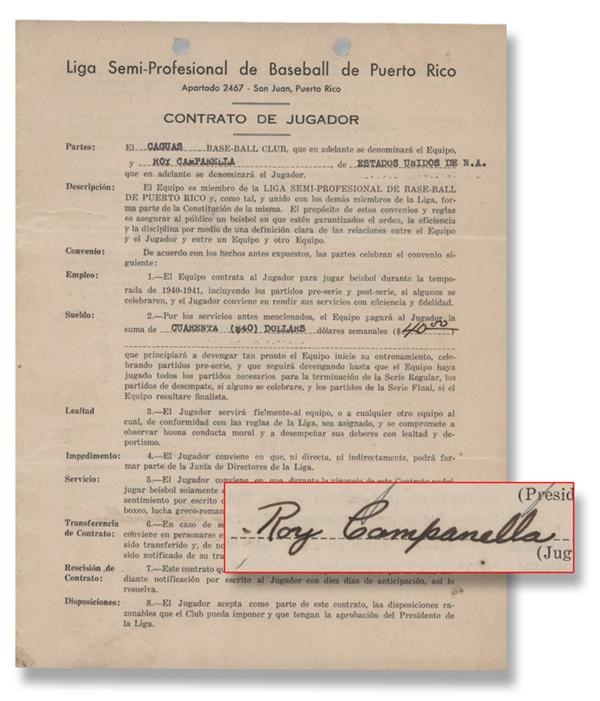 Liga Semi-Profesional de Baseball de Puerto Rico
Apartado 2467 - San Juan, Puerto Rico
CONTRATO DE JUGADOR
Partes: El CAGUAS BASE-BALL CLUB, que en adelante se denominará el Equipo,
y ROY CAMPANELLA, de ESTADOS UNIDOS DE N.A.
que en adelante se denominará el Jugador.
Descripción: El Equipo es miembro de la LIGA SEMI-PROFESIONAL DE BASE-BALL
DE PUERTO RICO y, como tal, y unido con los demás miembros de la Liga, for-
ma parte de la Constitución de la misma. El propósito de estos convenios y reglas
es asegurar al público un beisbol en que estén garantizados el orden, la eficiencia
y la disciplina por medio de una definición clara de las relaciones entre el Equipo
y el Jugador y entre un Equipo y otro Equipo.
Convenio: De acuerdo con los hechos antes expuestos, las partes celebran el convenio si-
guiente:
Empleo: 1.—El Equipo contrata al Jugador para jugar beisbol durante la tempo-
rada de 1940-1941, incluyendo los partidos pre-serie y post-serie, si algunos se
celebraren, y el Jugador conviene en rendir sus servicios con eficiencia y fidelidad.
Sueldo: 2.—Por los servicios antes mencionados, el Equipo pagará al Jugador la
suma de CUARENTA ($40) DOLLARS dólares semanales ($40.00)
que principiará a devengar tan pronto el Equipo inicie su entrenamiento, cele-
brando partidos pre-serie, y que seguirá devengando hasta que el Equipo haya
jugado todos los partidos necesarios para la terminación de la Serie Regular, los
partidos de desempate, si alguno se celebrare, y los partidos de la Serie Final, si el
Equipo resultare finalista.
Lealtad 3.—El Jugador servirá fielmente al equipo, o a cualquier otro equipo al
cual, de conformidad con las reglas de la Liga, sea asignado, y se compromete a
observar buena conducta moral y a desempeñar sus deberes con lealtad y de-
portismo.
Impedimento: 4.—El Jugador conviene en que, ni directa, ni indirectamente, podrá for-
mar parte de la Junta de Directores de la Liga.
Servicio: 5.—El Jugador conviene en que, durante la vigencia de este Contrato podrá
jugar beisbol solamente
sentimiento por escrito
boxeo, lucha greco-roman
(Presid
Roy Campanella
(Jug
Transferencia de Contrato: 6.—En caso de se
conviene en personarse e
sido transferido y, de no
sido notificado de su tra
Rescisión de Contrato: 7.—Este contrato qu
diante notificación por escrito al Jugador con diez días de anticipación, así lo
resuelva.
Disposiciones: 8.—El Jugador acepta como parte de este contrato, las disposiciones ra-
zonables que el Club pueda imponer y que tengan la aprobación del Presidente de
la Liga.